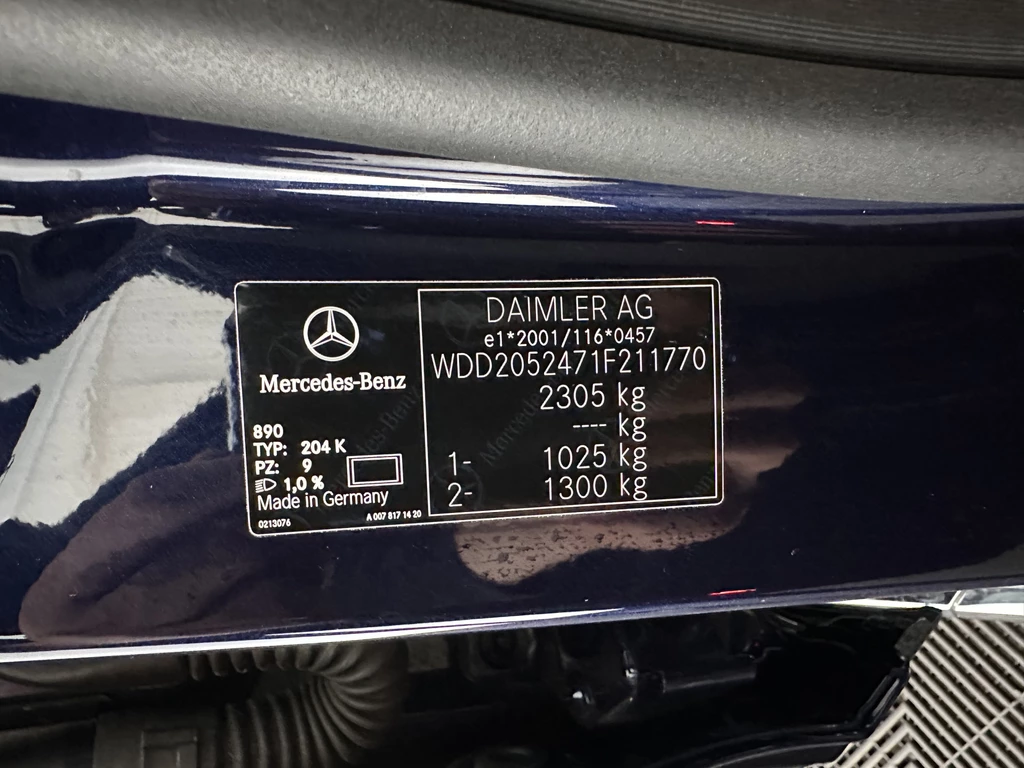 Mercedes-Benz
890
TYP: 204 K
PZ: 9
1,0 %
Made in Germany
0213076 A 007 817 14 20
DAIMLER AG
e1*2001/116*0457
WDD2052471F211770
2305 kg
---- kg
1- 1025 kg
2- 1300 kg